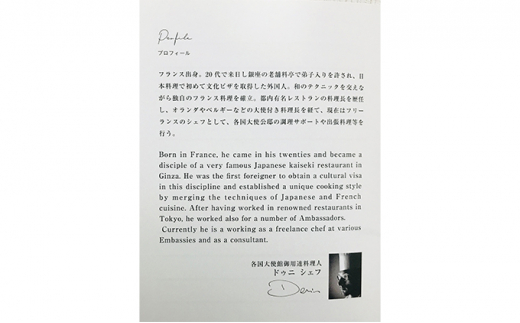 Profile
プロフィール
フランス出身。20代で来日し銀座の老舗料亭で弟子入りを許され、日
本料理で初めて文化ビザを取得した外国人。和のテクニックを交えな
がら独自のフランス料理を確立。都内有名レストランの料理長を歴任
し、オランダやベルギーなどの大使付き料理長を経て、現在はフリー
ランスのシェフとして、各国大使公邸の調理サポートや出張料理等を
行う。
Born in France, he came in his twenties and became a
disciple of a very famous Japanese kaiseki restaurant in
Ginza. He was the first foreigner to obtain a cultural visa
in this discipline and established a unique cooking style
by merging the techniques of Japanese and French
cuisine. After having worked in renowned restaurants in
Tokyo, he worked also for a number of Ambassadors.
Currently he is a working as a freelance chef at various
Embassies and as a consultant.
各国大使館御用達料理人
ドゥニ シェフ
Denis